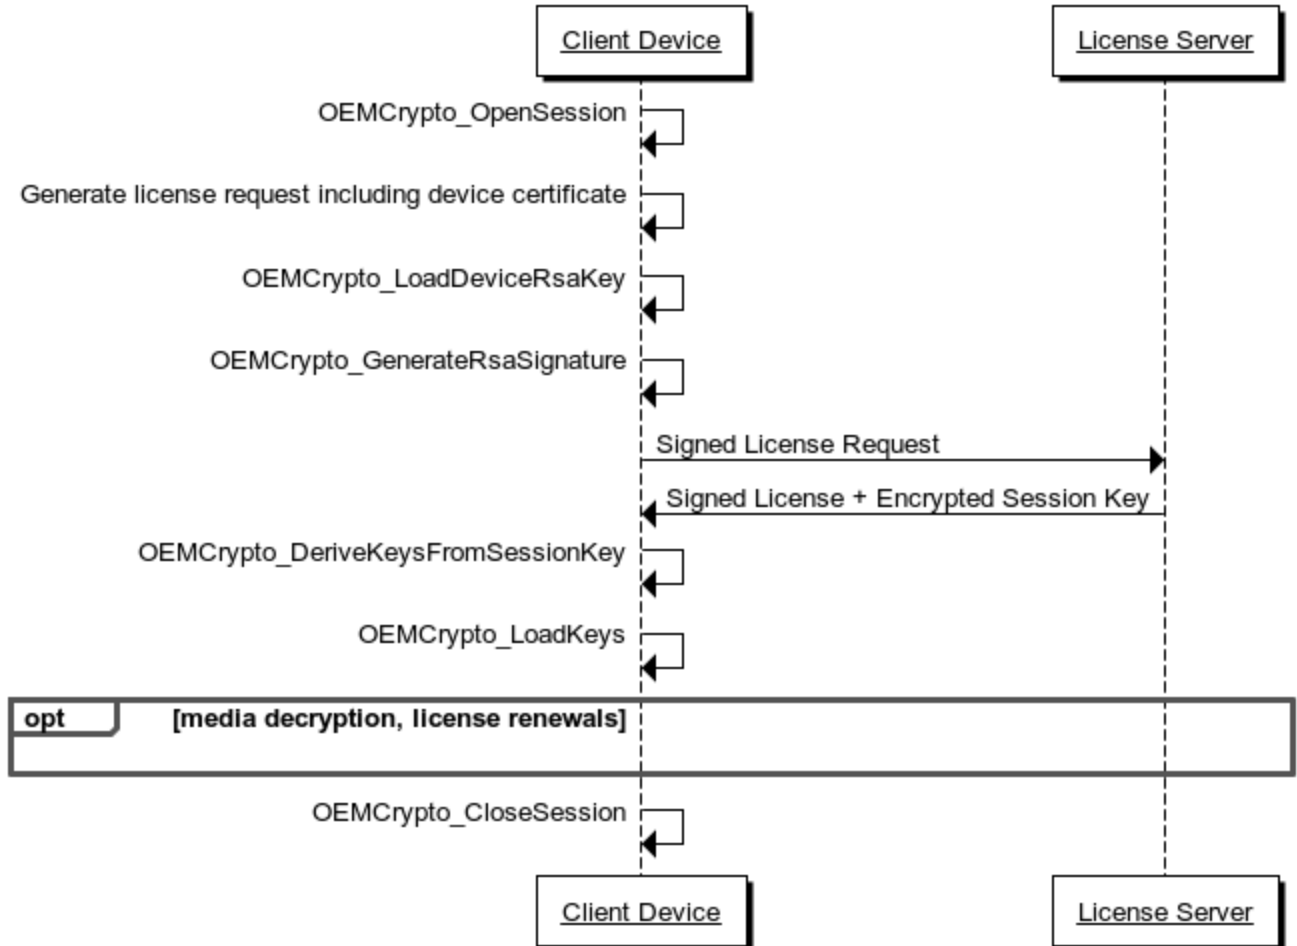 Client Device
License Server
OEMCrypto_OpenSession
Generate license request including device certificate
OEMCrypto_LoadDeviceRsaKey
OEMCrypto_GenerateRsaSignature
Signed License Request
Signed License + Encrypted Session Key
OEMCrypto_DeriveKeysFromSessionKey
OEMCrypto_LoadKeys
opt
[media decryption, license renewals]
OEMCrypto_CloseSession
Client Device
License Server